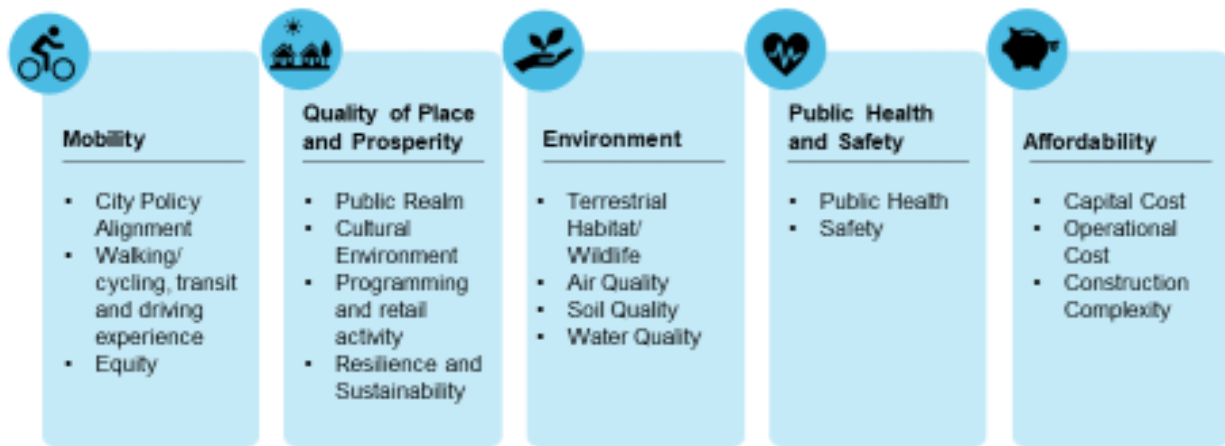 Mobility
• City Policy
Alignment
• Walking/
cycling, transit
and driving
experience
• Equity
Quality of Place
and Prosperity
• Public Realm
• Cultural
Environment
• Programming
and retail
activity
• Resilience and
Sustainability
Environment
• Terrestrial
Habitat/
Wildlife
• Air Quality
• Soil Quality
• Water Quality
Public Health
and Safety
• Public Health
• Safety
Affordability
• Capital Cost
• Operational
Cost
• Construction
Complexity